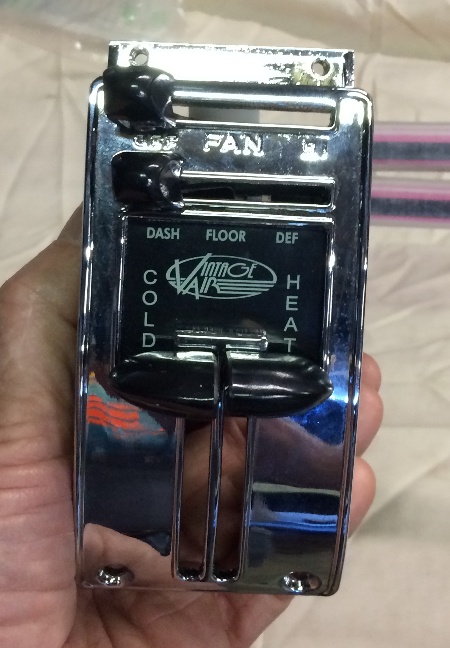 FAN
DASH FLOOR DEF
VINTAGE
AIR
COLD
HEAT